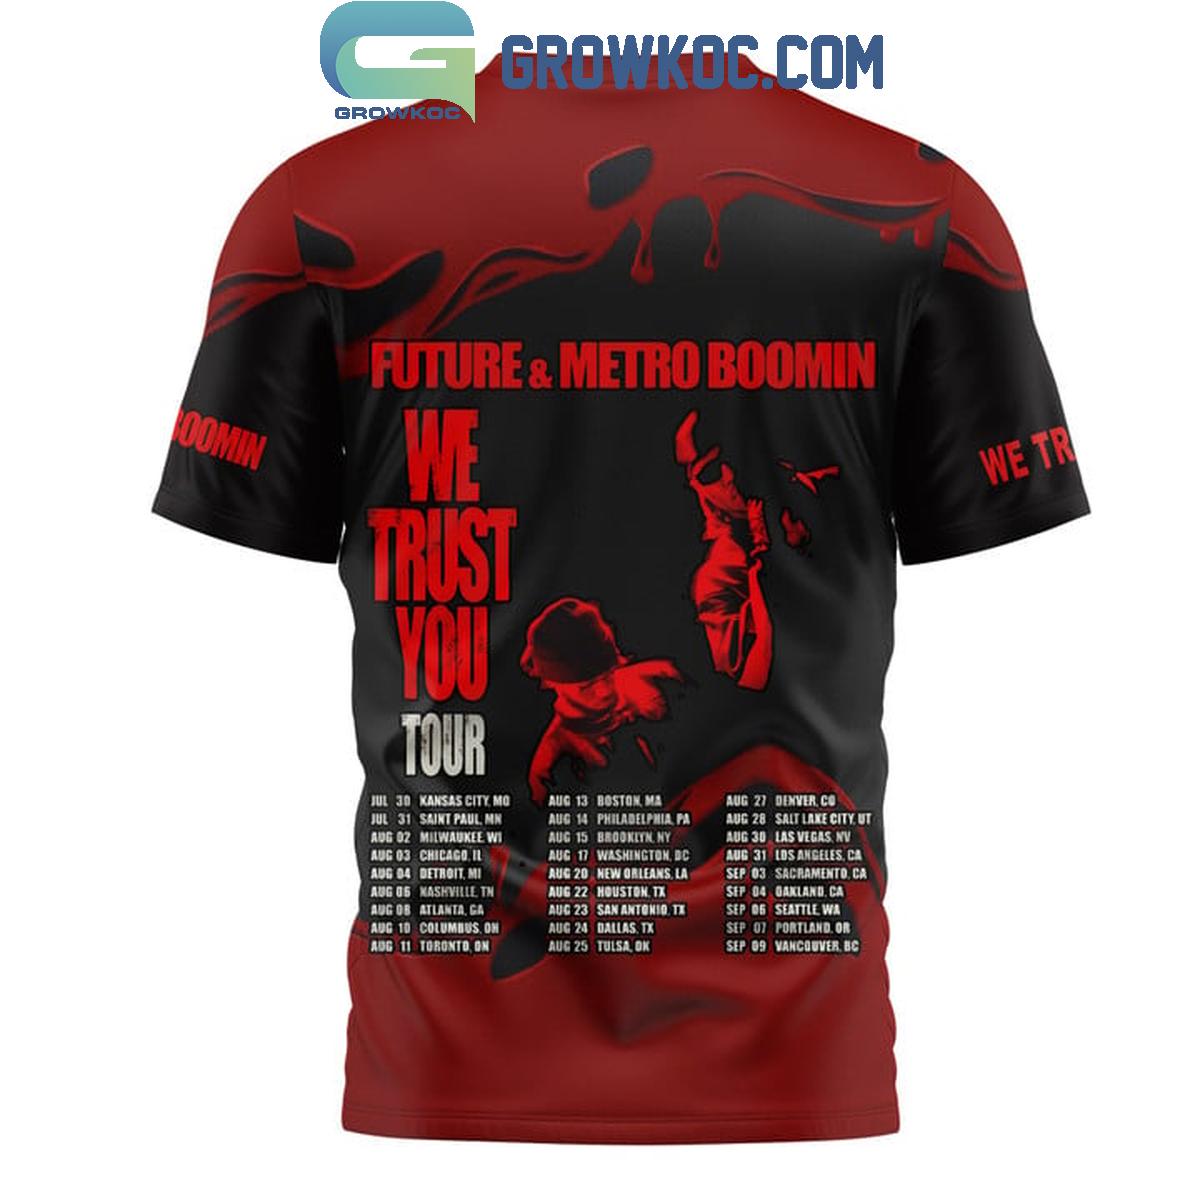 GROWKOC
GROWKOC.COM
FUTURE & METRO BOOMIN
WE
TRUST
YOU
TOUR
BOOMIN
WE TR
JUL 30 KANSAS CITY, MO
JUL 31 SAINT PAUL, MN
AUG 02 MILWAUKEE, WI
AUG 03 CHICAGO, IL
AUG 04 DETROIT, MI
AUG 06 NASHVILLE, TN
AUG 08 ATLANTA, GA
AUG 10 COLUMBUS, OH
AUG 11 TORONTO, ON
AUG 13 BOSTON, MA
AUG 14 PHILADELPHIA, PA
AUG 15 BROOKLYN, NY
AUG 17 WASHINGTON, DC
AUG 20 NEW ORLEANS, LA
AUG 22 HOUSTON, TX
AUG 23 SAN ANTONIO, TX
AUG 24 DALLAS, TX
AUG 25 TULSA, OK
AUG 27 DENVER, CO
AUG 28 SALT LAKE CITY, UT
AUG 30 LAS VEGAS, NV
AUG 31 LOS ANGELES, CA
SEP 03 SACRAMENTO, CA
SEP 04 OAKLAND, CA
SEP 06 SEATTLE, WA
SEP 07 PORTLAND, OR
SEP 09 VANCOUVER, BC